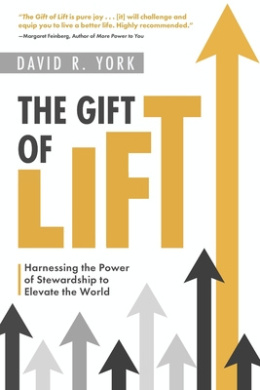 "The Gift of Lift is pure joy . . . [it] will challenge and
equip you to live a better life. Highly recommended."
—Margaret Feinberg, Author of More Power to You
DAVID R. YORK
THE GIFT
OF
LIFT
Harnessing the Power
of Stewardship to
Elevate the World